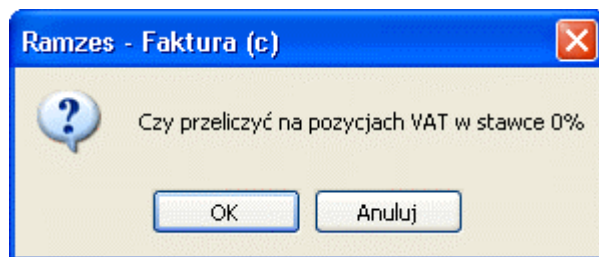 Ramzes - Faktura (c)
Czy przeliczyć na pozycjach VAT w stawce 0%
OK
Anuluj